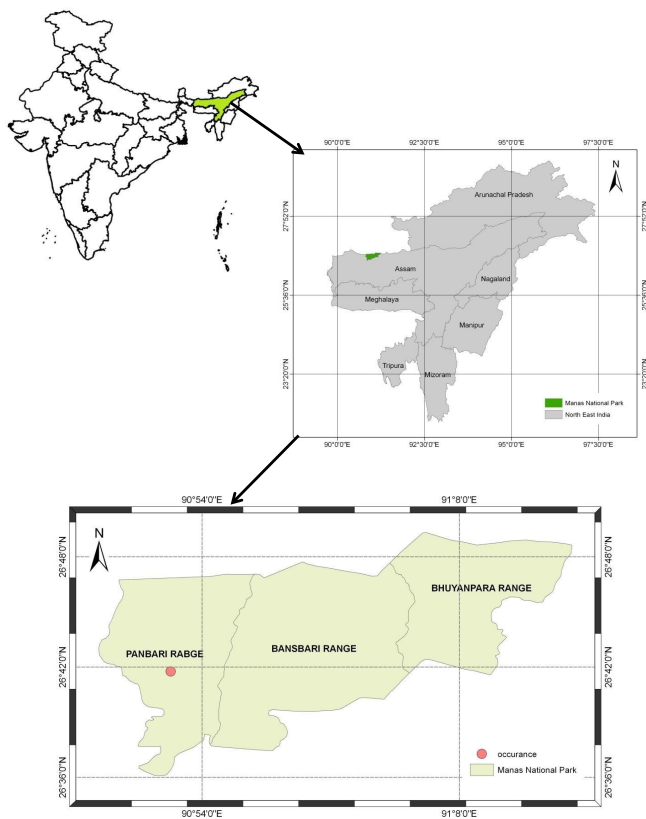 90°0'0"E 92°30'0"E 95°0'0"E 97°30'0"E
N
Arunachal Pradesh
27°52'0"N 27°52'0"N
Assam
Nagaland
25°36'0"N 25°36'0"N
Meghalaya
Manipur
Tripura
Mizoram
23°20'0"N 23°20'0"N
Manas National Park
North East India
90°0'0"E 92°30'0"E 95°0'0"E 97°30'0"E
90°54'0"E 91°8'0"E
N
26°48'0"N 26°48'0"N
BHUYANPARA RANGE
PANBARI RABGE
BANSBARI RANGE
26°42'0"N 26°42'0"N
occurance
Manas National Park
26°36'0"N 26°36'0"N
90°54'0"E 91°8'0"E